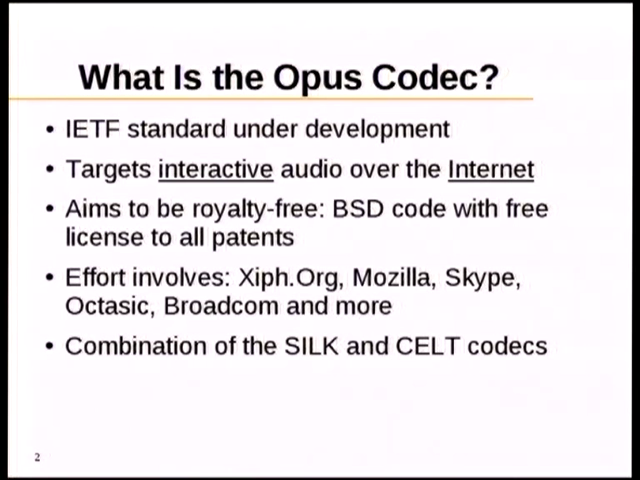 What Is the Opus Codec?
• IETF standard under development
• Targets interactive audio over the Internet
• Aims to be royalty-free: BSD code with free
license to all patents
• Effort involves: Xiph.Org, Mozilla, Skype,
Octasic, Broadcom and more
• Combination of the SILK and CELT codecs
2